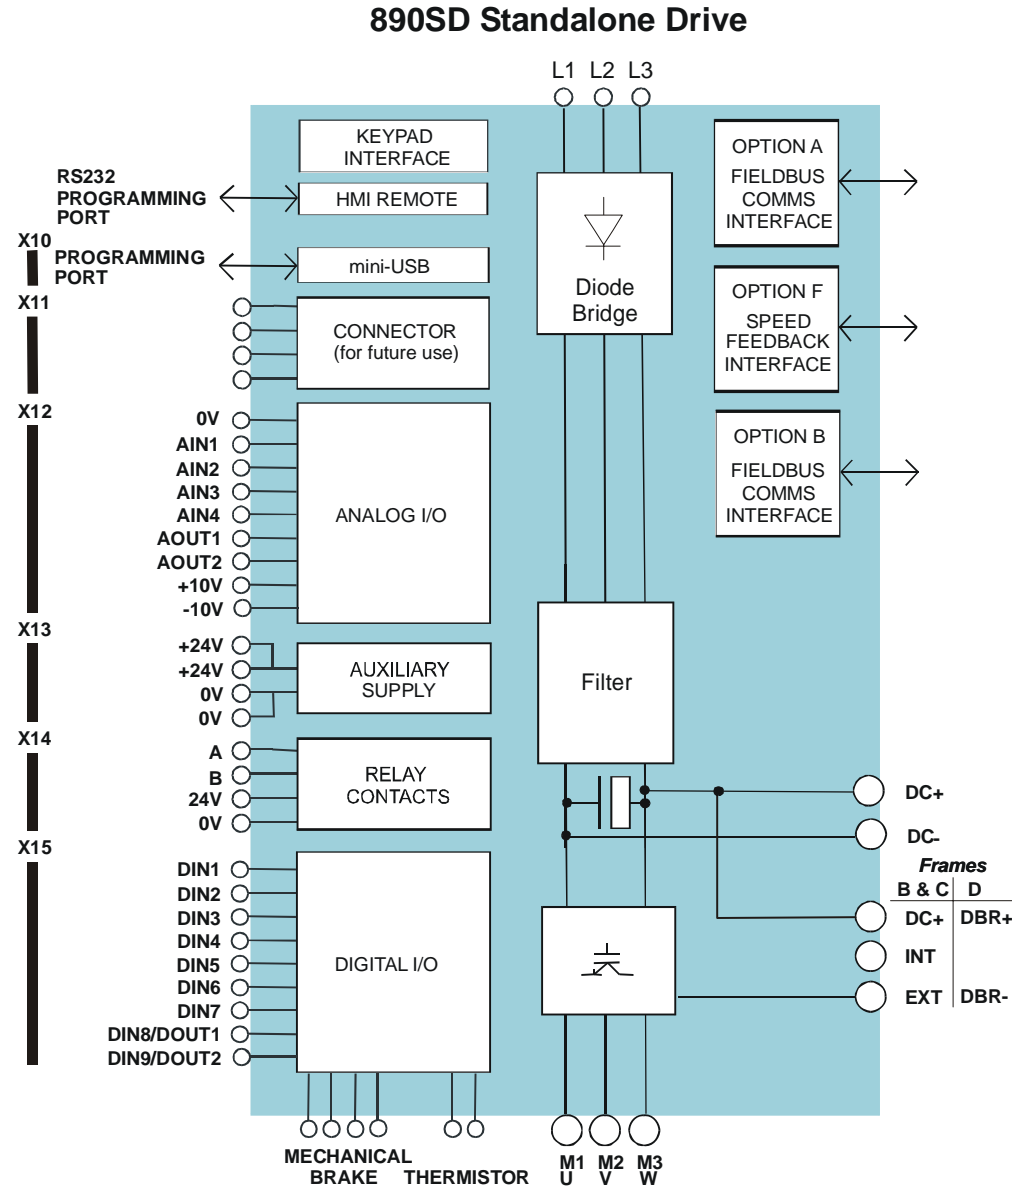 890SD Standalone Drive
L1 L2 L3
KEYPAD
INTERFACE
RS232
PROGRAMMING
PORT
HMI REMOTE
X10
PROGRAMMING
PORT
mini-USB
X11
CONNECTOR
(for future use)
X12
0V
AIN1
AIN2
AIN3
AIN4
AOUT1
AOUT2
+10V
-10V
ANALOG I/O
X13
+24V
+24V
0V
0V
AUXILIARY
SUPPLY
X14
A
B
24V
0V
RELAY
CONTACTS
X15
DIN1
DIN2
DIN3
DIN4
DIN5
DIN6
DIN7
DIN8/DOUT1
DIN9/DOUT2
DIGITAL I/O
MECHANICAL
BRAKE
THERMISTOR
Diode
Bridge
Filter
M1 M2 M3
U V W
OPTION A
FIELDBUS
COMMS
INTERFACE
OPTION F
SPEED
FEEDBACK
INTERFACE
OPTION B
FIELDBUS
COMMS
INTERFACE
DC+
DC-
Frames
B & C D
DC+ DBR+
INT
EXT DBR-